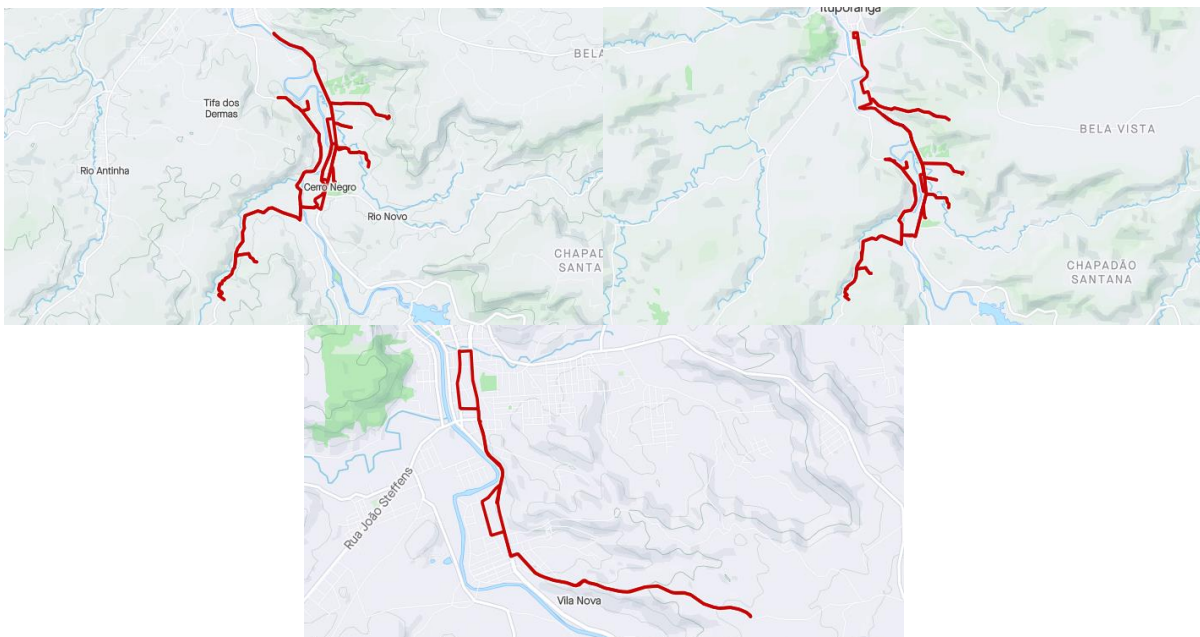 BELA
Tifa dos
Dermas
Rio Antinha
Cerro Negro
Rio Novo
CHAPAD
SANTA
Ituporanga
BELA VISTA
CHAPADÃO
SANTANA
Rua João Steffens
Vila Nova